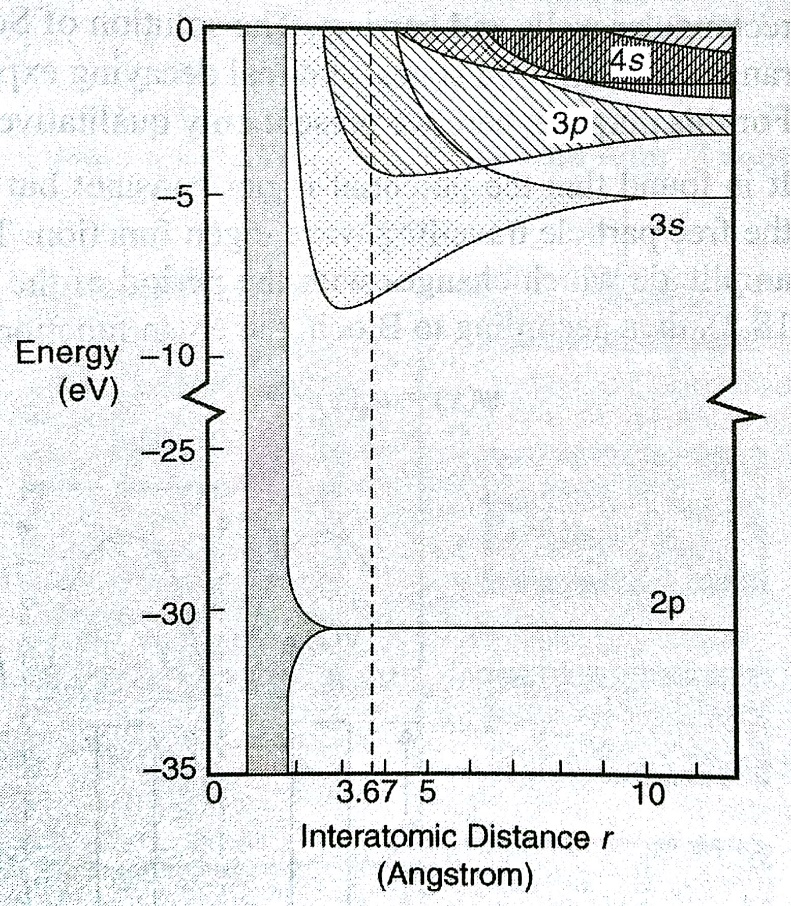 0
4s
3p
–5
3s
Energy
(eV)
–10
–25
–30
2p
–35
0
3.67
5
10
Interatomic Distance r
(Angstrom)